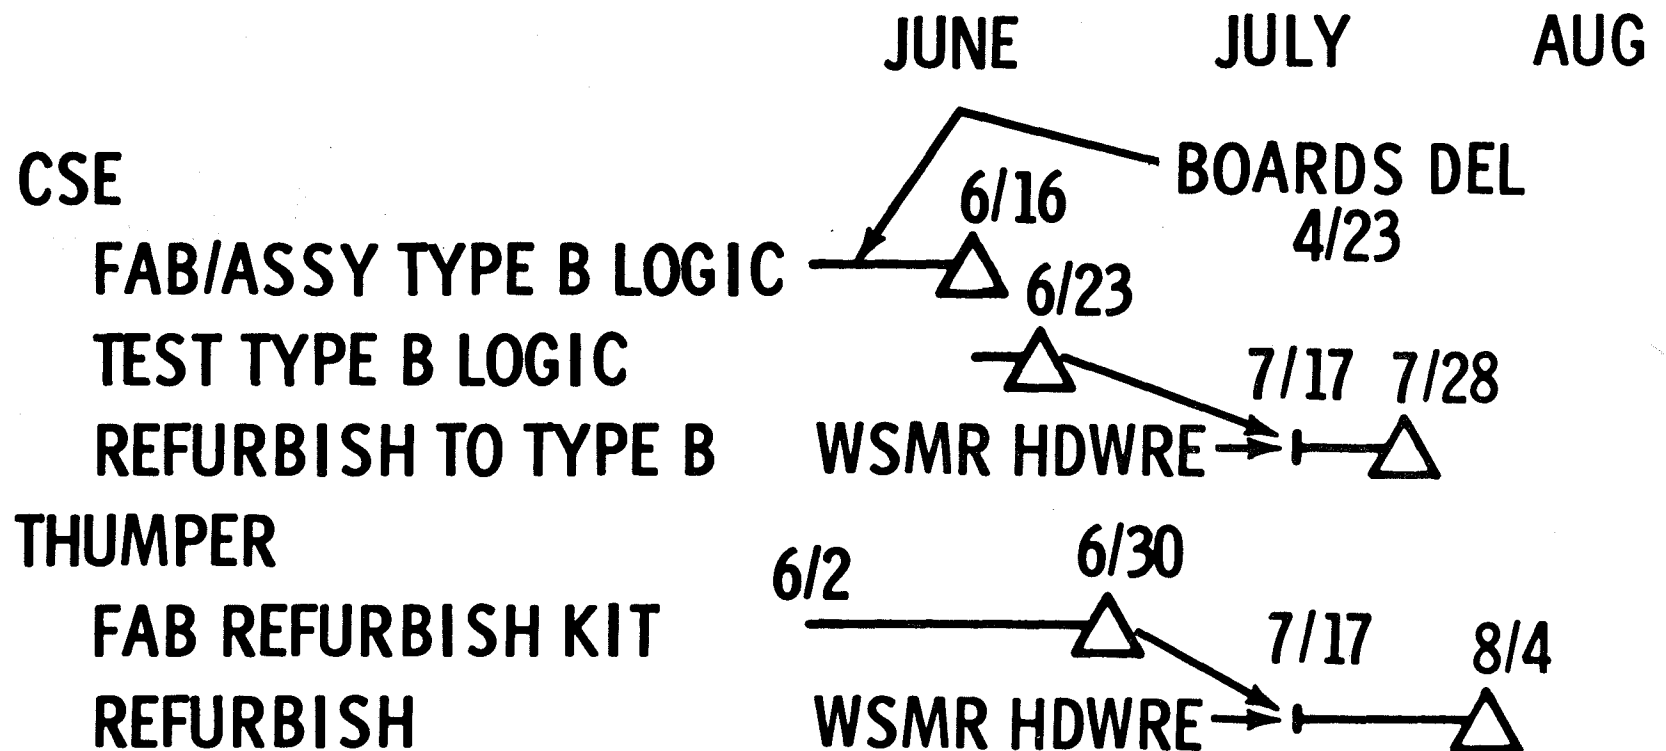 JUNE JULY AUG
CSE
BOARDS DEL
4/23
6/16
FAB/ASSY TYPE B LOGIC
6/23
TEST TYPE B LOGIC
7/17 7/28
REFURBISH TO TYPE B WSMR HDWRE
THUMPER
6/2 6/30
FAB REFURBISH KIT
7/17 8/4
REFURBISH WSMR HDWRE